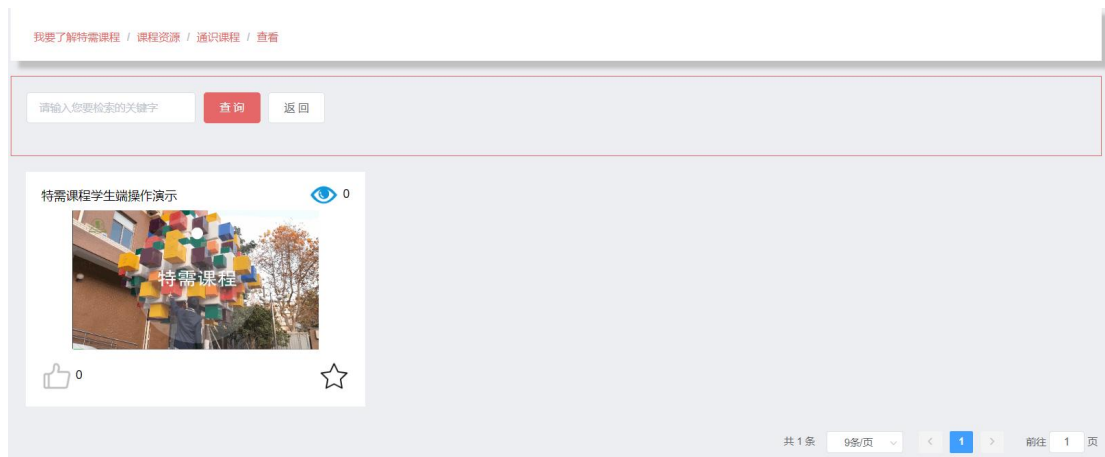 我要了解特需课程 / 课程资源 / 通识课程 / 查看
请输入您要检索的关键字 查询 返回
特需课程学生端操作演示 0
特需课程
0
共1条 9条/页 < 1 > 前往 1 页